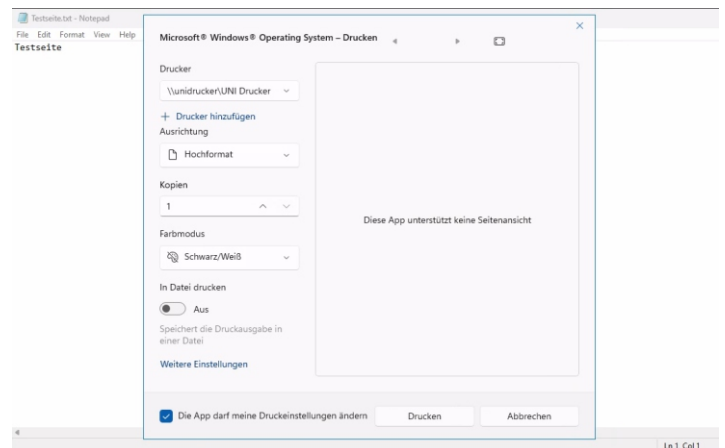 Testseite.txt - Notepad
File Edit Format View Help
Testseite
Microsoft® Windows® Operating System – Drucken
Drucker
\\unidrucker\UNI Drucker
+ Drucker hinzufügen
Ausrichtung
Hochformat
Kopien
1
Farbmodus
Schwarz/Weiß
In Datei drucken
Aus
Speichert die Druckausgabe in
einer Datei
Weitere Einstellungen
Diese App unterstützt keine Seitenansicht
Die App darf meine Druckeinstellungen ändern
Drucken
Abbrechen
Ln 1, Col 1